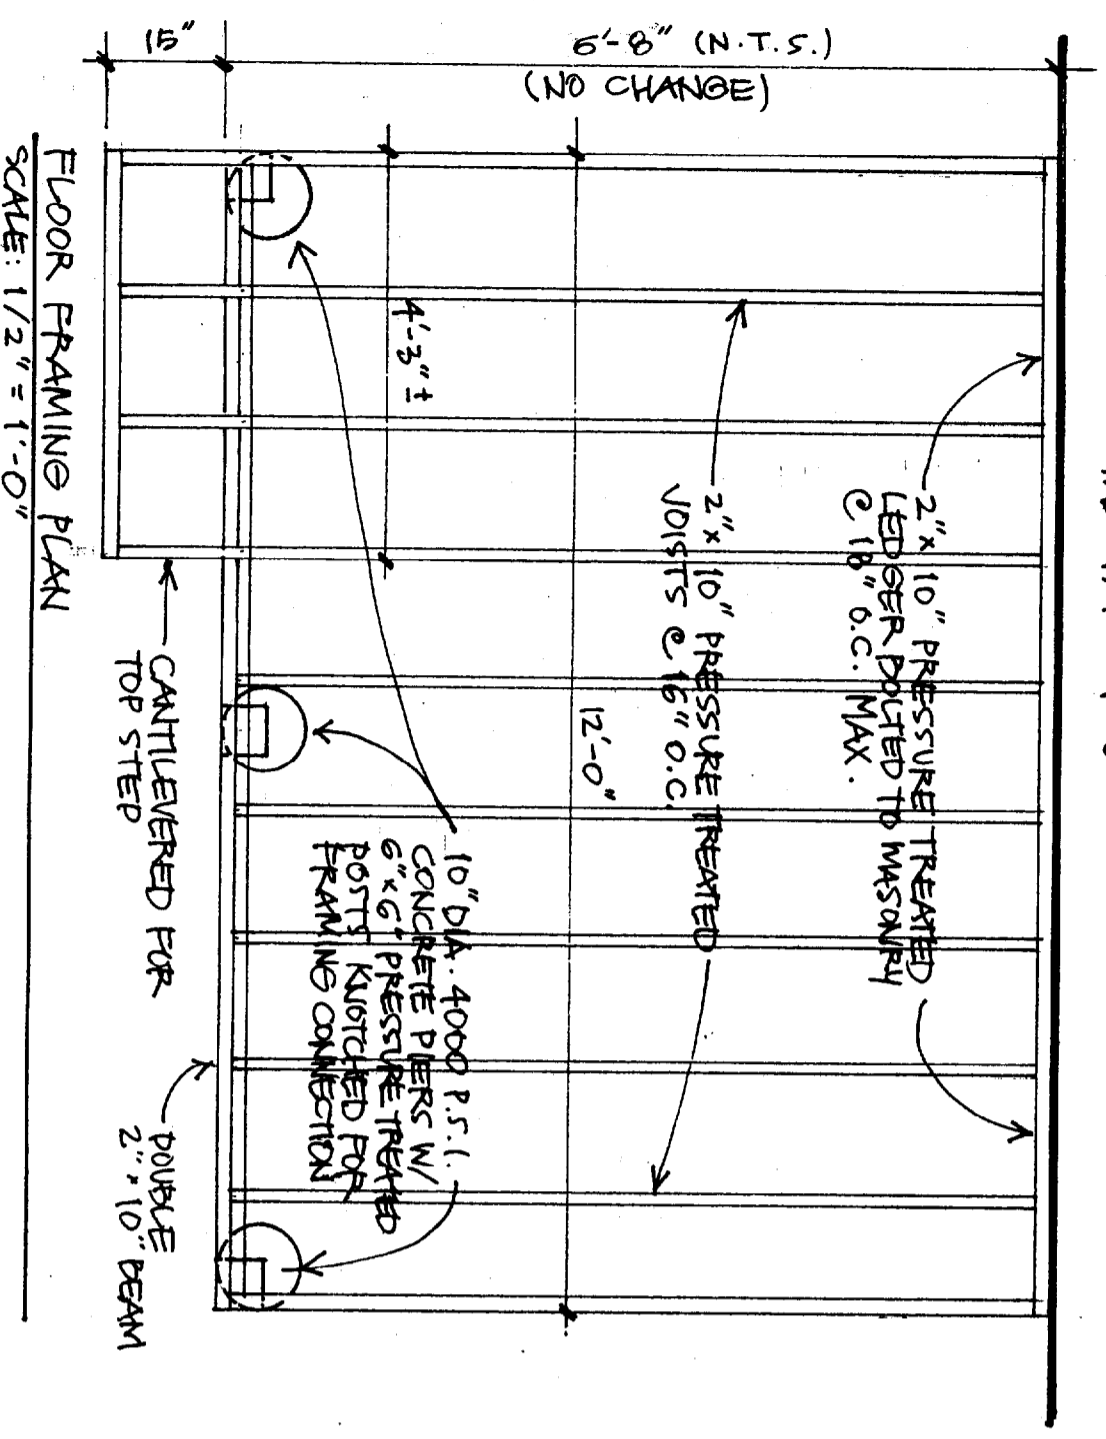 15"
6'-8" (N.T.S.)
(NO CHANGE)
4'-3" ±
12'-0"
2" x 10" PRESSURE TREATED
LEDGER BOLTED TO MASONRY
@ 18" O.C. MAX.
2" x 10" PRESSURE TREATED
JOISTS @ 16" O.C.
10" DIA. 4000 P.S.I.
CONCRETE PIERS W/
6" x 6" PRESSURE TREATED
POSTS KNOTCHED FOR
FRAMING CONNECTION
CANTILEVERED FOR
TOP STEP
DOUBLE
2" x 10" BEAM
FLOOR FRAMING PLAN
SCALE: 1/2" = 1'-0"